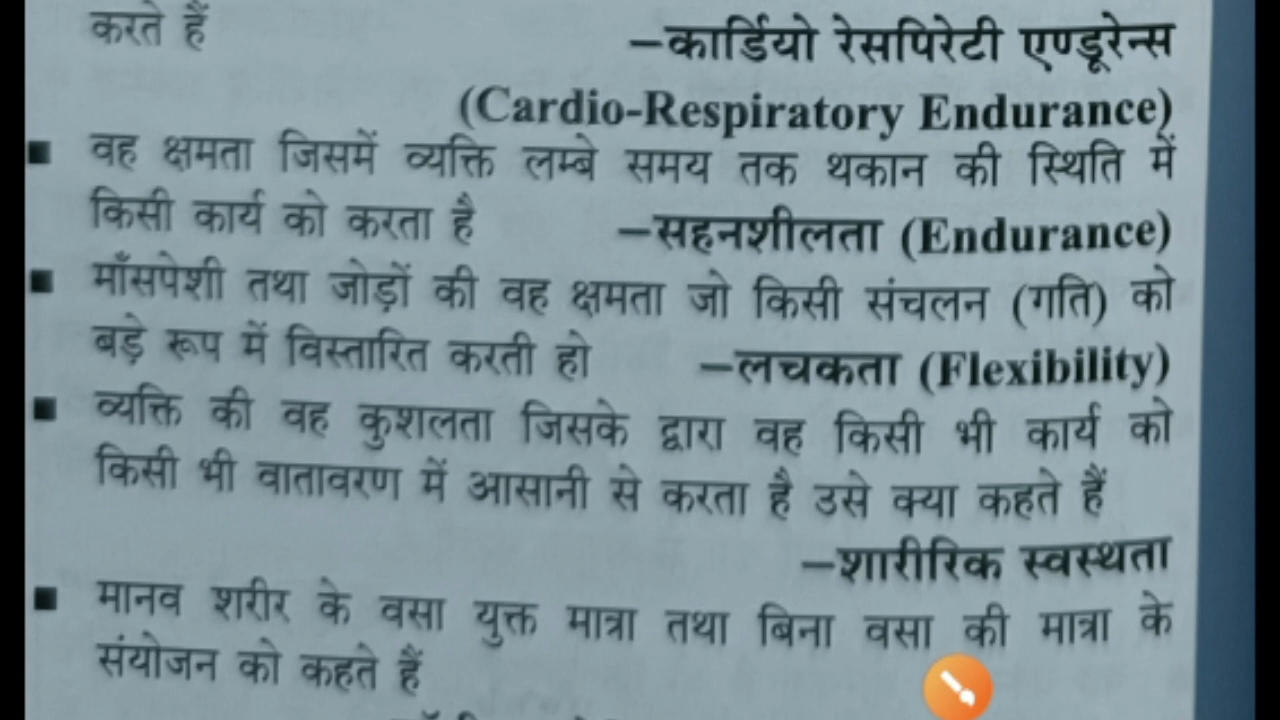 करते हैं –कार्डियो रेसपिरेटी एण्डूरेन्स
(Cardio-Respiratory Endurance)
■ वह क्षमता जिसमें व्यक्ति लम्बे समय तक थकान की स्थिति में
किसी कार्य को करता है –सहनशीलता (Endurance)
■ माँसपेशी तथा जोड़ों की वह क्षमता जो किसी संचलन (गति) को
बड़े रूप में विस्तारित करती हो –लचकता (Flexibility)
■ व्यक्ति की वह कुशलता जिसके द्वारा वह किसी भी कार्य को
किसी भी वातावरण में आसानी से करता है उसे क्या कहते हैं
–शारीरिक स्वस्थता
■ मानव शरीर के वसा युक्त मात्रा तथा बिना वसा की मात्रा के
संयोजन को कहते हैं